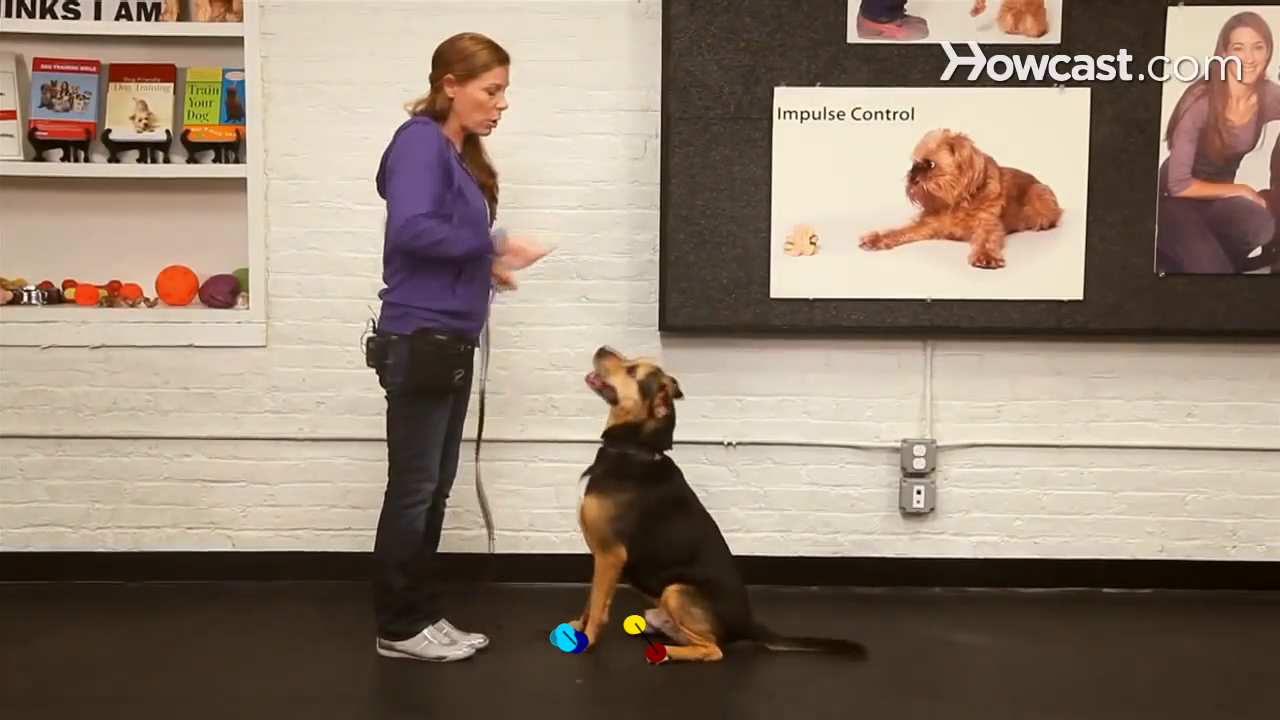 INKS I AM
Howcast.com
Impulse Control
DOG TRAINING BIBLE
Dog-Friendly
Dog Training
Train
Your
Dog